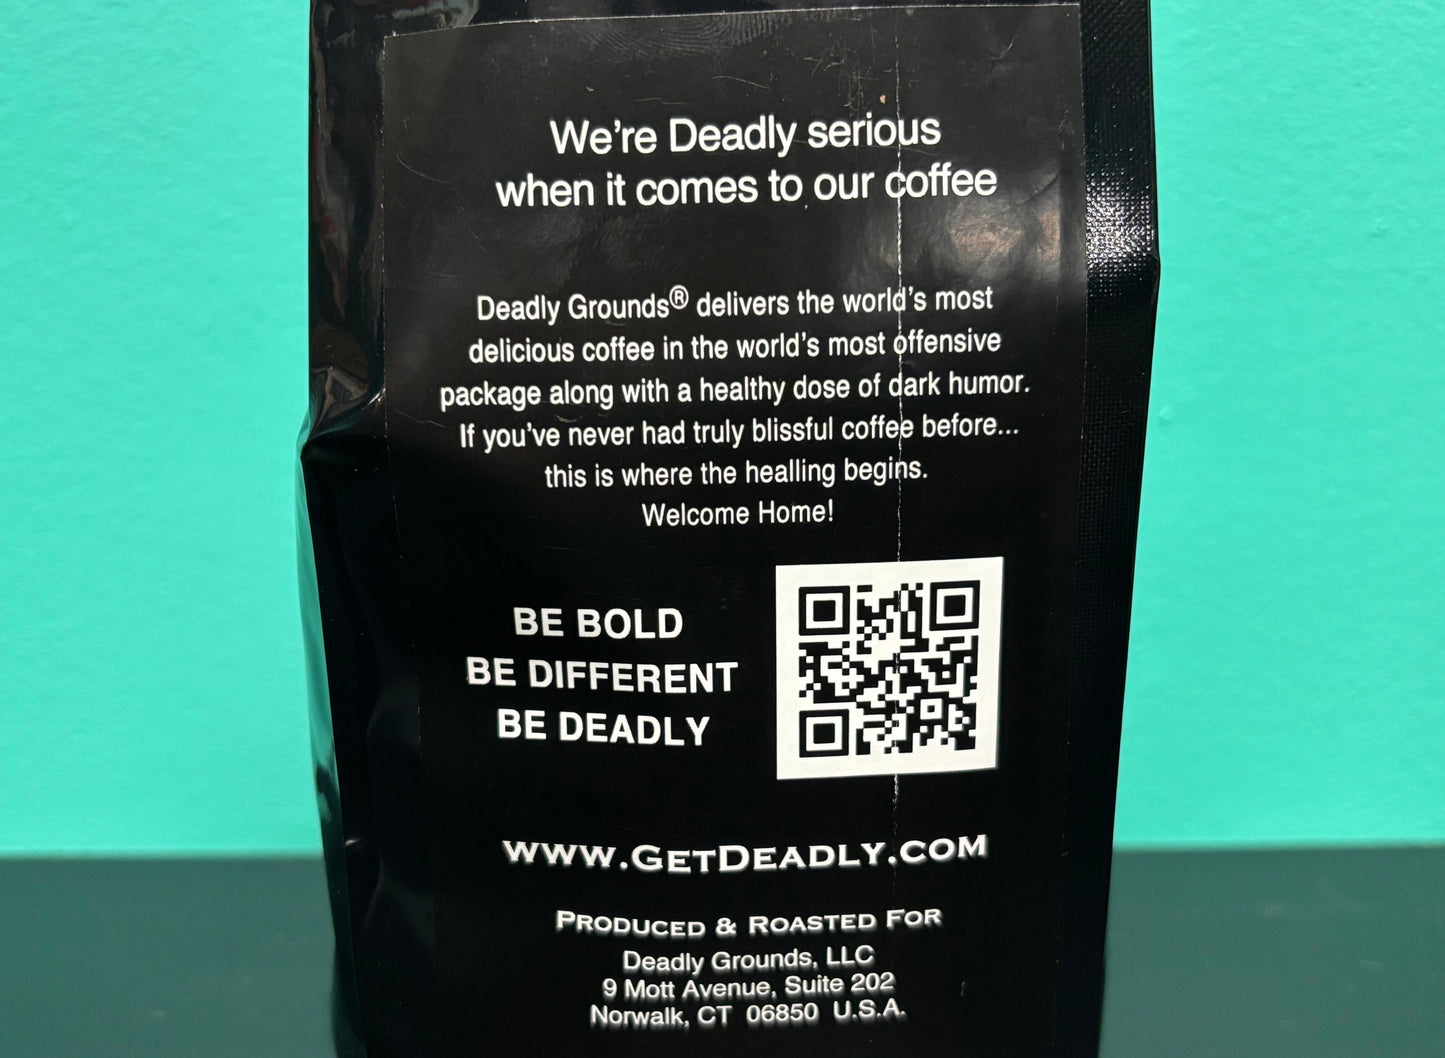 We're Deadly serious
when it comes to our coffee
Deadly Grounds® delivers the world's most
delicious coffee in the world's most offensive
package along with a healthy dose of dark humor.
If you've never had truly blissful coffee before...
this is where the healling begins.
Welcome Home!
BE BOLD
BE DIFFERENT
BE DEADLY
WWW.GETDEADLY.COM
PRODUCED & ROASTED FOR
Deadly Grounds, LLC
9 Mott Avenue, Suite 202
Norwalk, CT 06850 U.S.A.